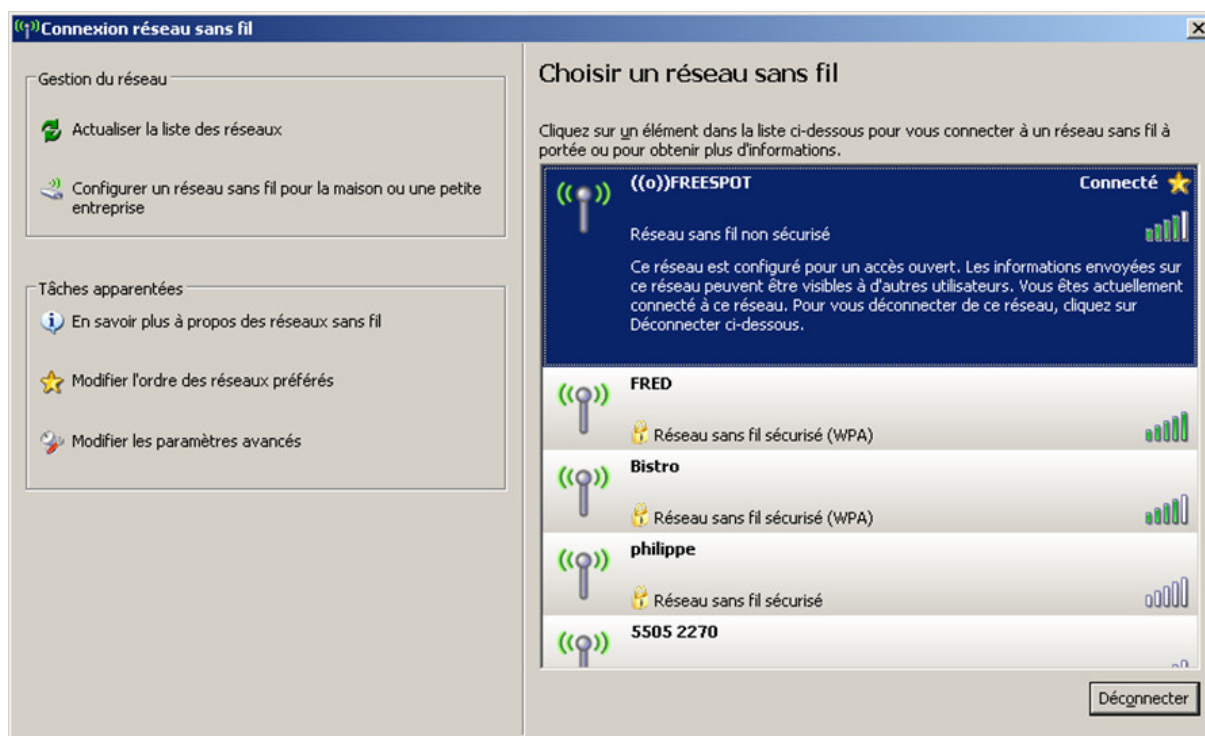 Connexion réseau sans fil
Gestion du réseau
Actualiser la liste des réseaux
Configurer un réseau sans fil pour la maison ou une petite
entreprise
Tâches apparentées
En savoir plus à propos des réseaux sans fil
Modifier l'ordre des réseaux préférés
Modifier les paramètres avancés
Choisir un réseau sans fil
Cliquez sur un élément dans la liste ci-dessous pour vous connecter à un réseau sans fil à
portée ou pour obtenir plus d'informations.
((o))FREESPOT
Connecté
Réseau sans fil non sécurisé
Ce réseau est configuré pour un accès ouvert. Les informations envoyées sur
ce réseau peuvent être visibles à d'autres utilisateurs. Vous êtes actuellement
connecté à ce réseau. Pour vous déconnecter de ce réseau, cliquez sur
Déconnecter ci-dessous.
FRED
Réseau sans fil sécurisé (WPA)
Bistro
Réseau sans fil sécurisé (WPA)
philippe
Réseau sans fil sécurisé
5505 2270
Déconnecter